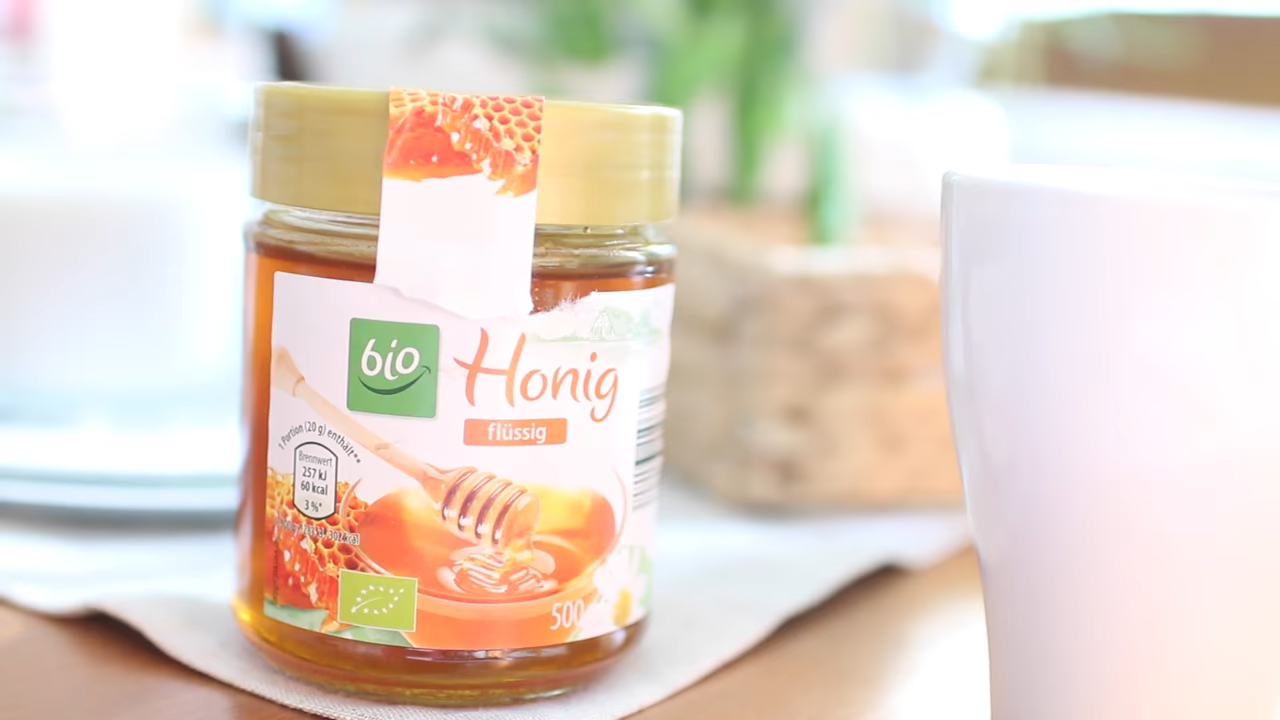 bio
Honig
flüssig
1 Portion (20 g) enthält**
Brennwert
257 kJ
60 kcal
3 %*
500